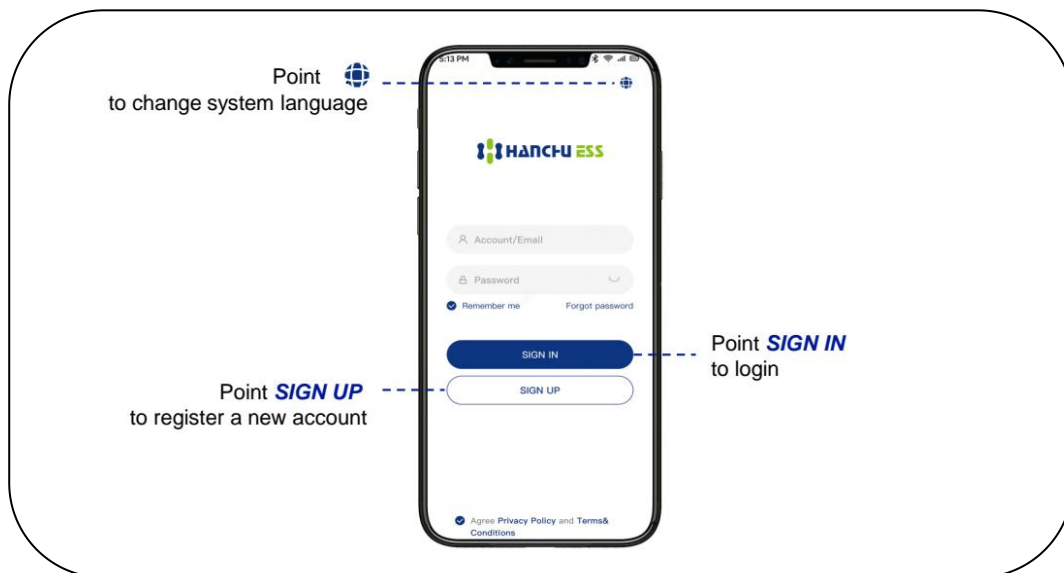 5:13 PM
Point
to change system language
HANCHU ESS
Account/Email
Password
Remember me
Forgot password
SIGN IN
Point SIGN IN
to login
SIGN UP
Point SIGN UP
to register a new account
Agree Privacy Policy and Terms&
Conditions